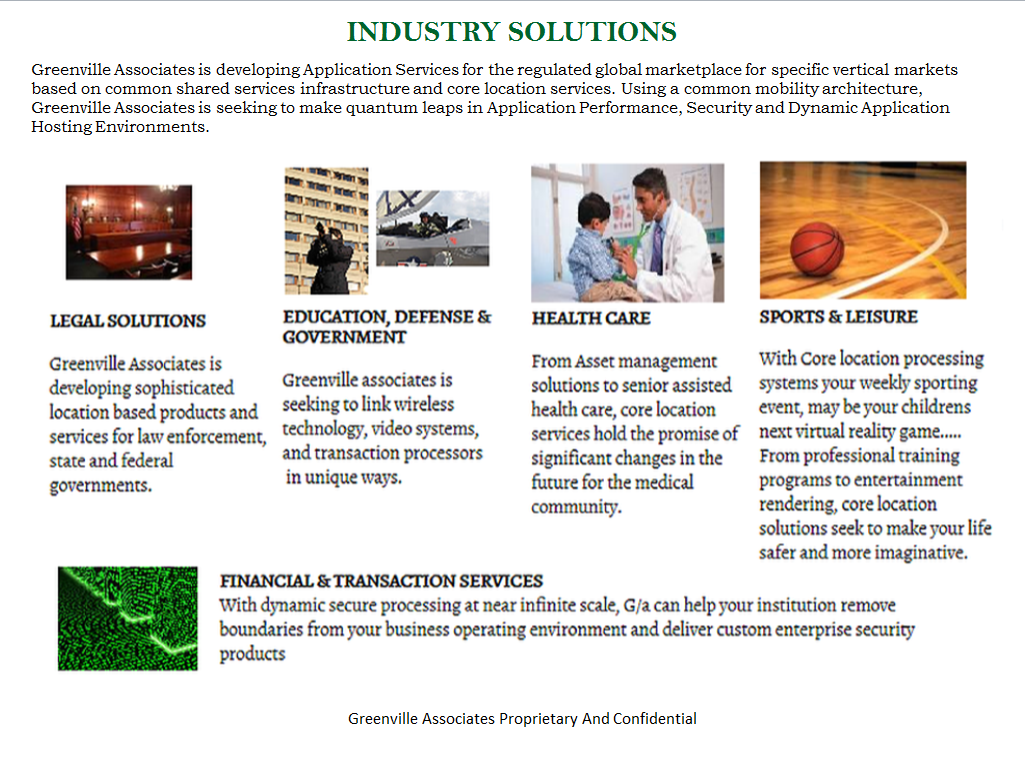 INDUSTRY SOLUTIONS
Greenville Associates is developing Application Services for the regulated global marketplace for specific vertical markets
based on common shared services infrastructure and core location services. Using a common mobility architecture,
Greenville Associates is seeking to make quantum leaps in Application Performance, Security and Dynamic Application
Hosting Environments.
LEGAL SOLUTIONS
Greenville Associates is
developing sophisticated
location based products and
services for law enforcement,
state and federal
governments.
EDUCATION, DEFENSE &
GOVERNMENT
Greenville associates is
seeking to link wireless
technology, video systems,
and transaction processors
in unique ways.
HEALTH CARE
From Asset management
solutions to senior assisted
health care, core location
services hold the promise of
significant changes in the
future for the medical
community.
SPORTS & LEISURE
With Core location processing
systems your weekly sporting
event, may be your childrens
next virtual reality game.....
From professional training
programs to entertainment
rendering, core location
solutions seek to make your life
safer and more imaginative.
FINANCIAL & TRANSACTION SERVICES
With dynamic secure processing at near infinite scale, G/a can help your institution remove
boundaries from your business operating environment and deliver custom enterprise security
products
Greenville Associates Proprietary And Confidential